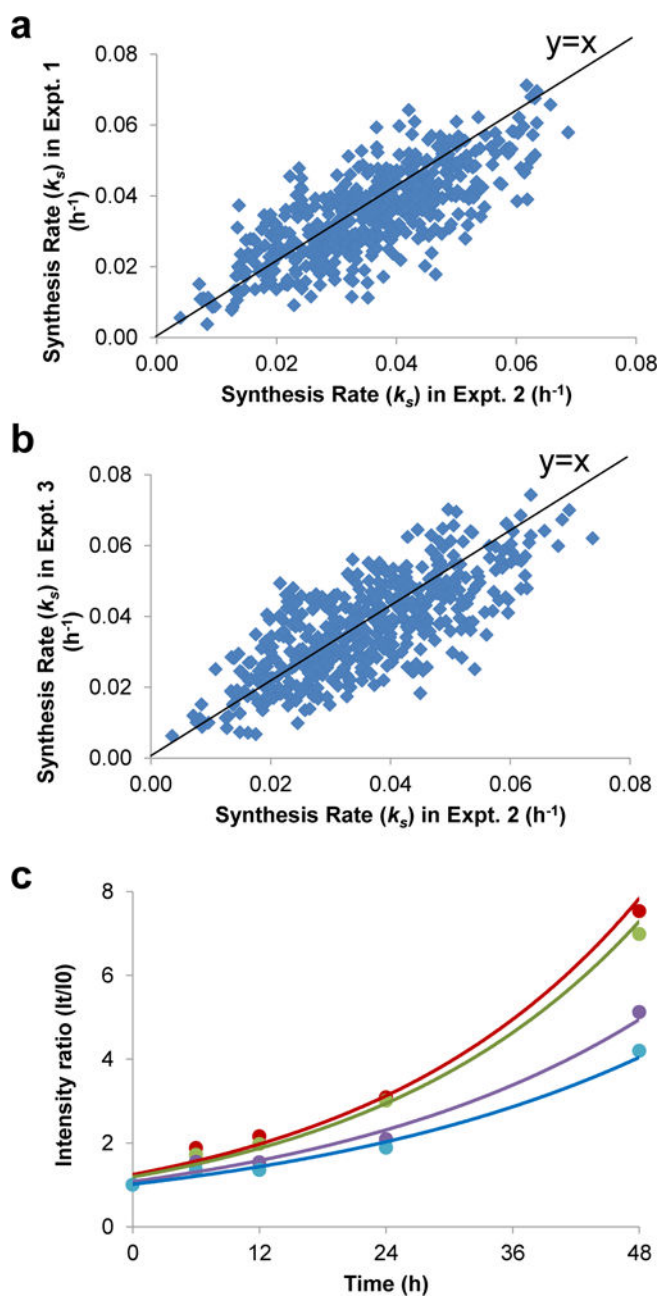 a
y=x
Synthesis Rate (ks) in Expt. 1
(h-1)
0.08
0.06
0.04
0.02
0.00
0.00 0.02 0.04 0.06 0.08
Synthesis Rate (ks) in Expt. 2 (h-1)
b
y=x
Synthesis Rate (ks) in Expt. 3
(h-1)
0.08
0.06
0.04
0.02
0.00
0.00 0.02 0.04 0.06 0.08
Synthesis Rate (ks) in Expt. 2 (h-1)
c
Intensity ratio (It/I0)
8
6
4
2
0
0 12 24 36 48
Time (h)